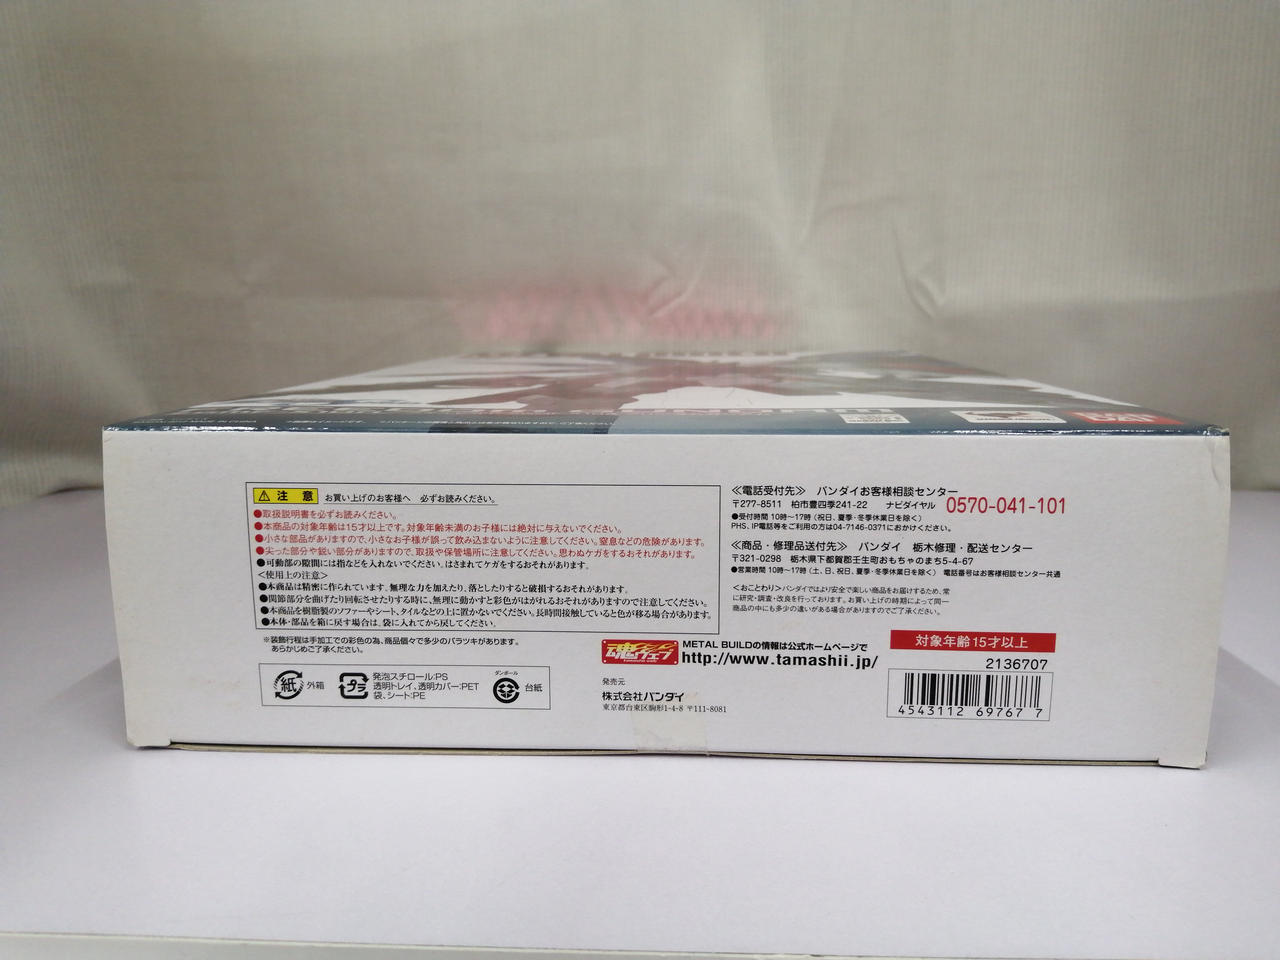 注意 お買い上げのお客様へ 必ずお読みください。
●取扱説明書を必ずお読みください。
●本商品の対象年齢は15才以上です。対象年齢未満のお子様には絶対に与えないでください。
●小さな部品がありますので、小さなお子様が誤って飲み込まないように注意してください。窒息などの危険があります。
●尖った部分や鋭い部分がありますので、取扱や保管場所に注意してください。思わぬケガをするおそれがあります。
●可動部の隙間には指などを入れないでください。はさまれてケガをするおそれがあります。
<使用上の注意>
●本商品は精密に作られています。無理な力を加えたり、落としたりすると破損するおそれがあります。
●関節部分を曲げたり回転させたりする時に、無理に動かすと彩色がはがれるおそれがありますので注意してください。
●本商品を樹脂製のソファーやシート、タイルなどの上に置かないでください。長時間接触していると色が移る場合があります。
●本体・部品を箱に戻す場合は、袋に入れてから戻してください。
※装飾行程は手加工での彩色の為、商品個々で多少のバラツキがあります。
あらかじめご了承ください。
紙 外箱
プラ 発泡スチロール:PS
透明トレイ、透明カバー:PET
袋、シート:PE
ダンボール
台紙
≪電話受付先≫ バンダイお客様相談センター
〒277-8511 柏市豊四季241-22 ナビダイヤル 0570-041-101
●受付時間 10時〜17時 (祝日、夏季・冬季休業日を除く)
PHS、IP電話等をご利用の方は04-7146-0371におかけください。
≪商品・修理品送付先≫ バンダイ 栃木修理・配送センター
〒321-0298 栃木県下都賀郡壬生町おもちゃのまち5-4-67
●営業時間 10時〜17時 (土、日、祝日、夏季・冬季休業日を除く) 電話番号はお客様相談センター共通
<おことわり>バンダイではより安全で楽しい商品をお届けするため、常
に研究・調査・改良を行っております。お買い上げの時期によって同一
商品の中にも多少の違いがある場合がありますのでご了承ください。
魂ウェブ
tamashii web
METAL BUILDの情報は公式ホームページで
http://www.tamashii.jp/
発売元
株式会社バンダイ
東京都台東区駒形1-4-8 〒111-8081
対象年齢15才以上
2136707
4543112 69767 7